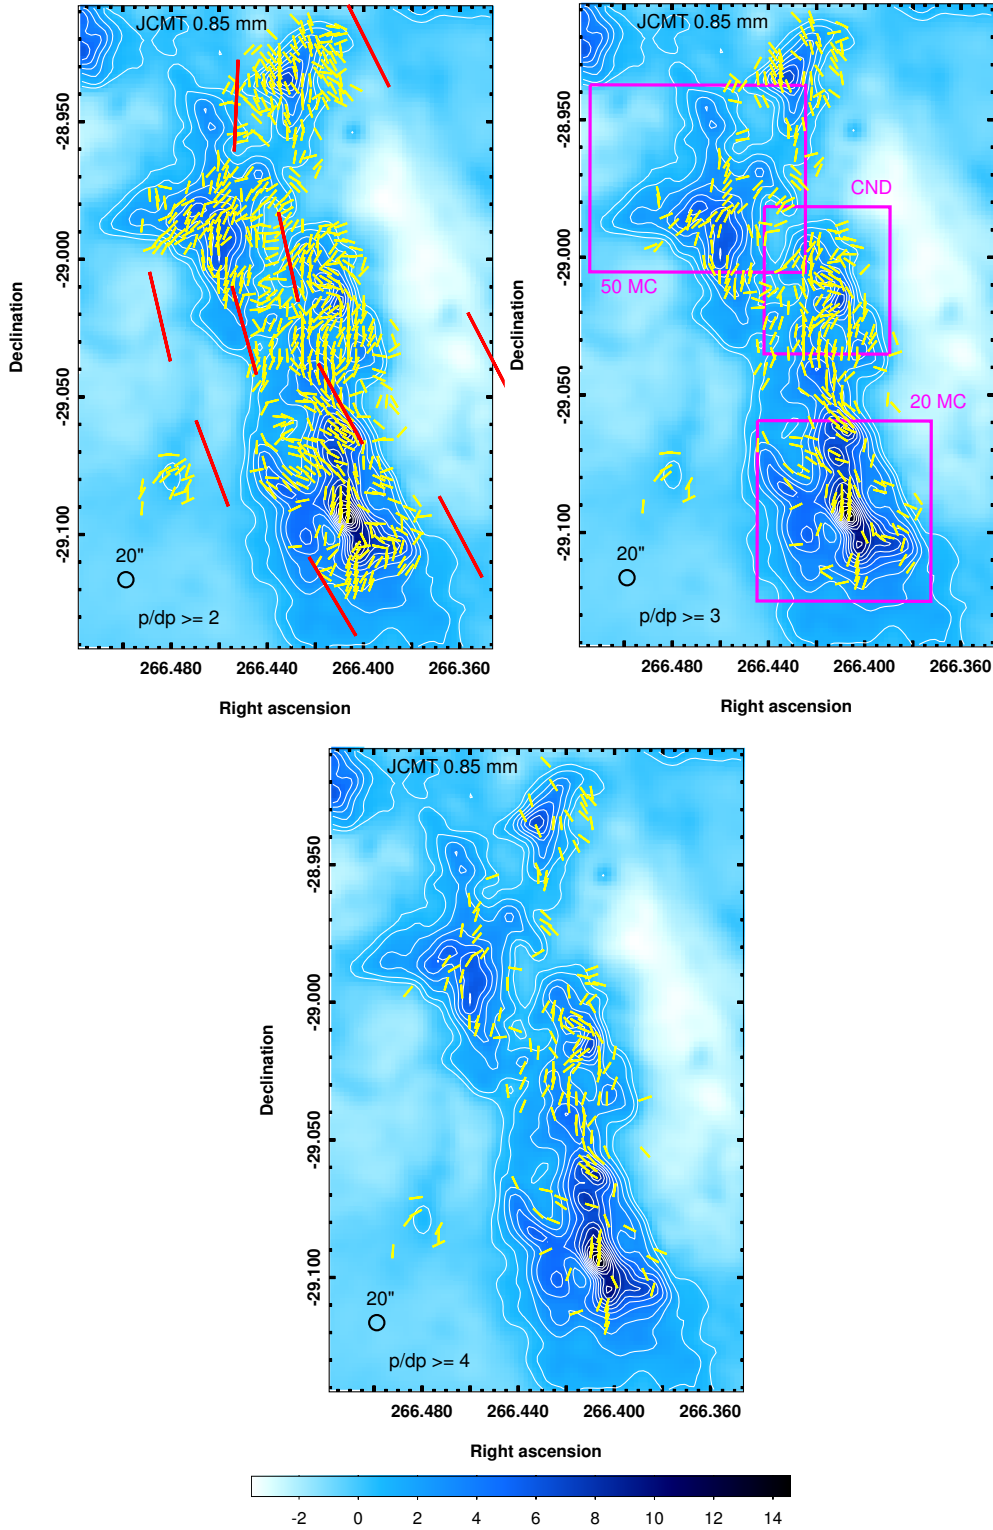 JCMT 0.85 mm
-28.950
-29.000
-29.050
-29.100
Declination
20"
p/dp >= 2
266.480 266.440 266.400 266.360
Right ascension
JCMT 0.85 mm
-28.950
-29.000
-29.050
-29.100
Declination
CND
50 MC
20 MC
20"
p/dp >= 3
266.480 266.440 266.400 266.360
Right ascension
JCMT 0.85 mm
-28.950
-29.000
-29.050
-29.100
Declination
20"
p/dp >= 4
266.480 266.440 266.400 266.360
Right ascension
-2 0 2 4 6 8 10 12 14